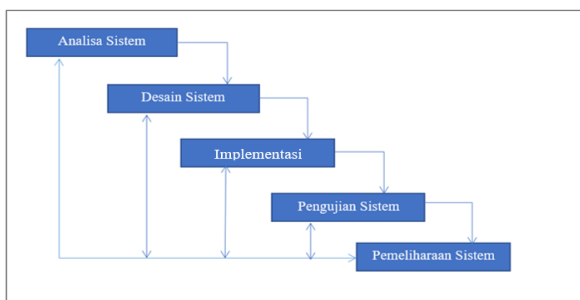 Analisa Sistem
Desain Sistem
Implementasi
Pengujian Sistem
Pemeliharaan Sistem